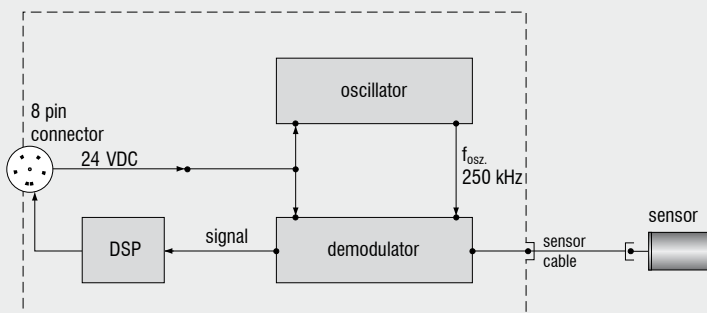 oscillator
8 pin
connector
24 VDC
fosz.
250 kHz
sensor
DSP
signal
demodulator
sensor
cable